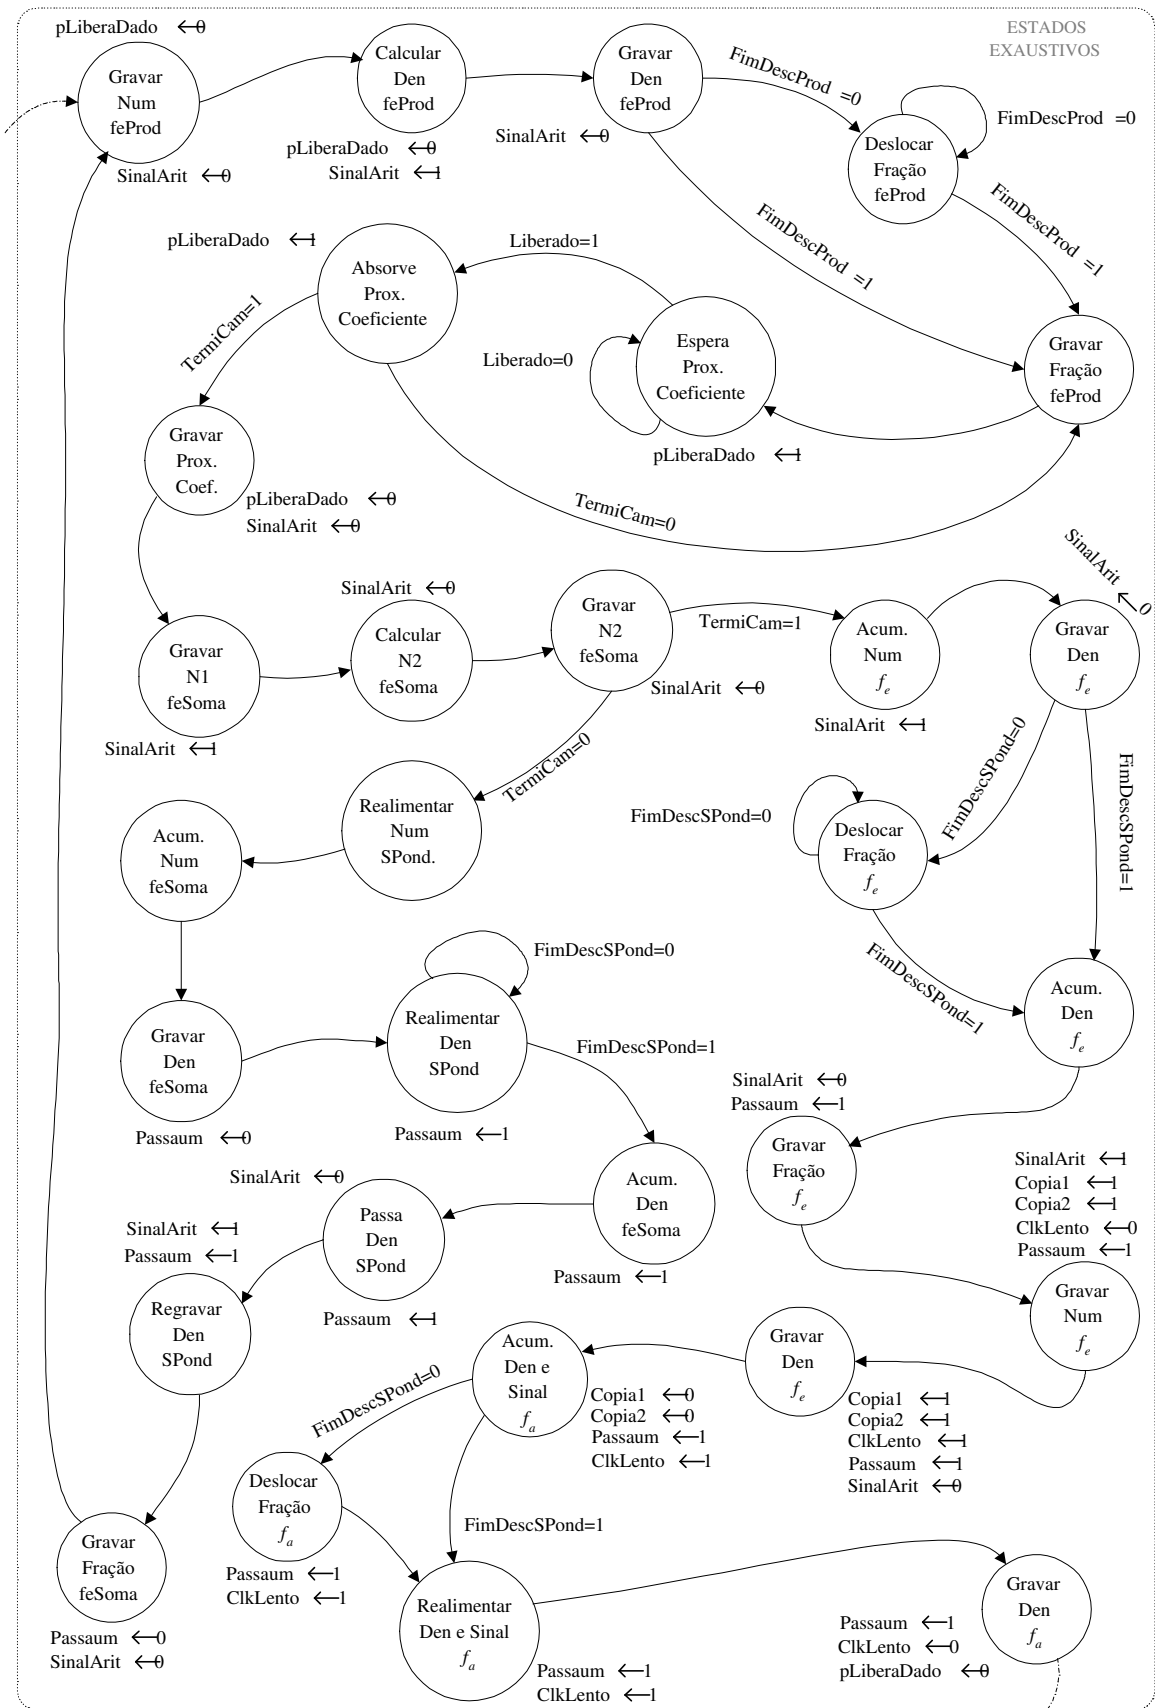 pLiberaDado ←0
ESTADOS
EXAUSTIVOS
Gravar
Num
feProd
SinalArit ←0
Calcular
Den
feProd
pLiberaDado ←0
SinalArit ←1
Gravar
Den
feProd
SinalArit ←0
FimDescProd =0
Deslocar
Fração
feProd
FimDescProd =0
FimDescProd =1
FimDescProd =1
pLiberaDado ←1
Absorve
Prox.
Coeficiente
Liberado=1
TermiCam=1
Liberado=0
Espera
Prox.
Coeficiente
pLiberaDado ←1
Gravar
Fração
feProd
Gravar
Prox.
Coef.
pLiberaDado ←0
SinalArit ←0
TermiCam=0
SinalArit ←0
Gravar
N1
feSoma
SinalArit ←1
SinalArit ←0
Calcular
N2
feSoma
Gravar
N2
feSoma
SinalArit ←0
TermiCam=1
Acum.
Num
fe
SinalArit ←1
Gravar
Den
fe
TermiCam=0
FimDescSPond=0
FimDescSPond=1
FimDescSPond=0
Deslocar
Fração
fe
FimDescSPond=1
Realimentar
Num
SPond.
Acum.
Num
feSoma
Gravar
Den
feSoma
Passaum ←0
FimDescSPond=0
Realimentar
Den
SPond
Passaum ←1
FimDescSPond=1
Acum.
Den
fe
SinalArit ←0
Passaum ←1
Gravar
Fração
fe
Acum.
Den
feSoma
Passaum ←1
SinalArit ←0
Passa
Den
SPond
Passaum ←1
SinalArit ←1
Passaum ←1
Regravar
Den
SPond
SinalArit ←1
Copia1 ←1
Copia2 ←1
ClkLento ←0
Passaum ←1
Gravar
Num
fe
Gravar
Den
fe
Copia1 ←1
Copia2 ←1
ClkLento ←1
Passaum ←1
SinalArit ←0
Acum.
Den e
Sinal
fa
Copia1 ←0
Copia2 ←0
Passaum ←1
ClkLento ←1
FimDescSPond=0
Deslocar
Fração
fa
Passaum ←1
ClkLento ←1
FimDescSPond=1
Gravar
Fração
feSoma
Passaum ←0
SinalArit ←0
Realimentar
Den e Sinal
fa
Passaum ←1
ClkLento ←1
Gravar
Den
fa
Passaum ←1
ClkLento ←0
pLiberaDado ←0